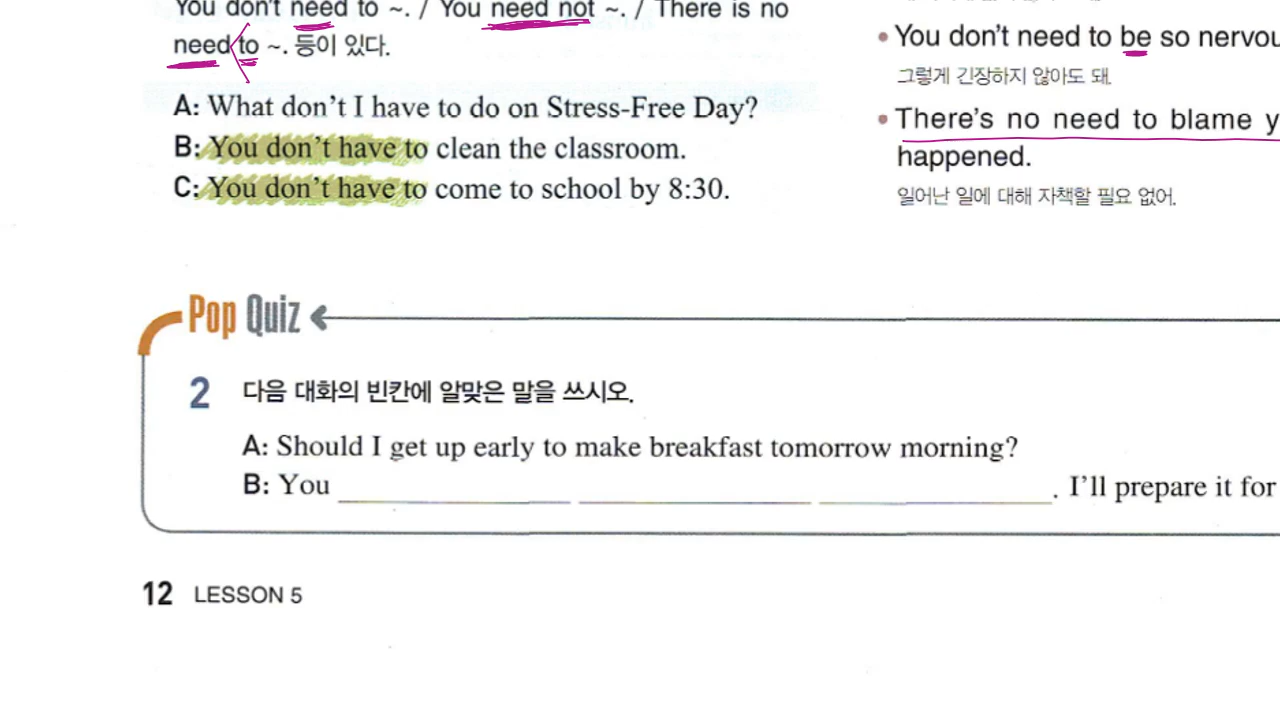 You don't need to ~. / You need not ~. / There is no
need to ~. 등이 있다.
A: What don't I have to do on Stress-Free Day?
B: You don't have to clean the classroom.
C: You don't have to come to school by 8:30.
You don't need to be so
그렇게 긴장하지 않아도 돼.
There's no need to blame
happened.
일어난 일에 대해 자책할 필요 없어.
Pop Quiz
2 다음 대화의 빈칸에 알맞은 말을 쓰시오.
A: Should I get up early to make breakfast tomorrow morning?
B: You . I'll prepare it for
12 LESSON 5